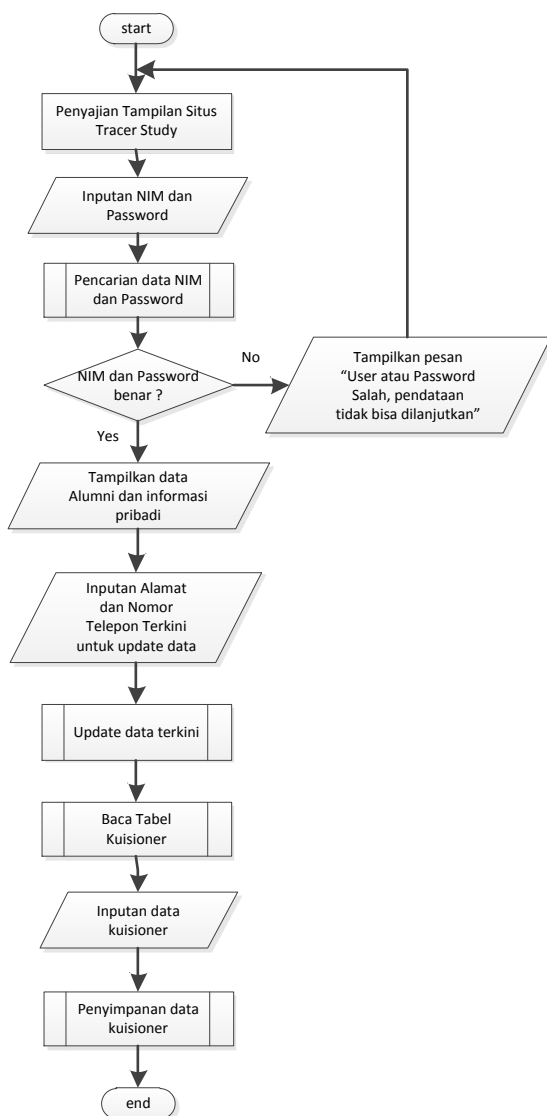 start
Penyajian Tampilan Situs
Tracer Study
Inputan NIM dan
Password
Pencarian data NIM
dan Password
NIM dan Password
benar ?
No
Tampilkan pesan
“User atau Password
Salah, pendataan
tidak bisa dilanjutkan”
Yes
Tampilkan data
Alumni dan informasi
pribadi
Inputan Alamat
dan Nomor
Telepon Terkini
untuk update data
Update data terkini
Baca Tabel
Kuisioner
Inputan data
kuisioner
Penyimpanan data
kuisioner
end